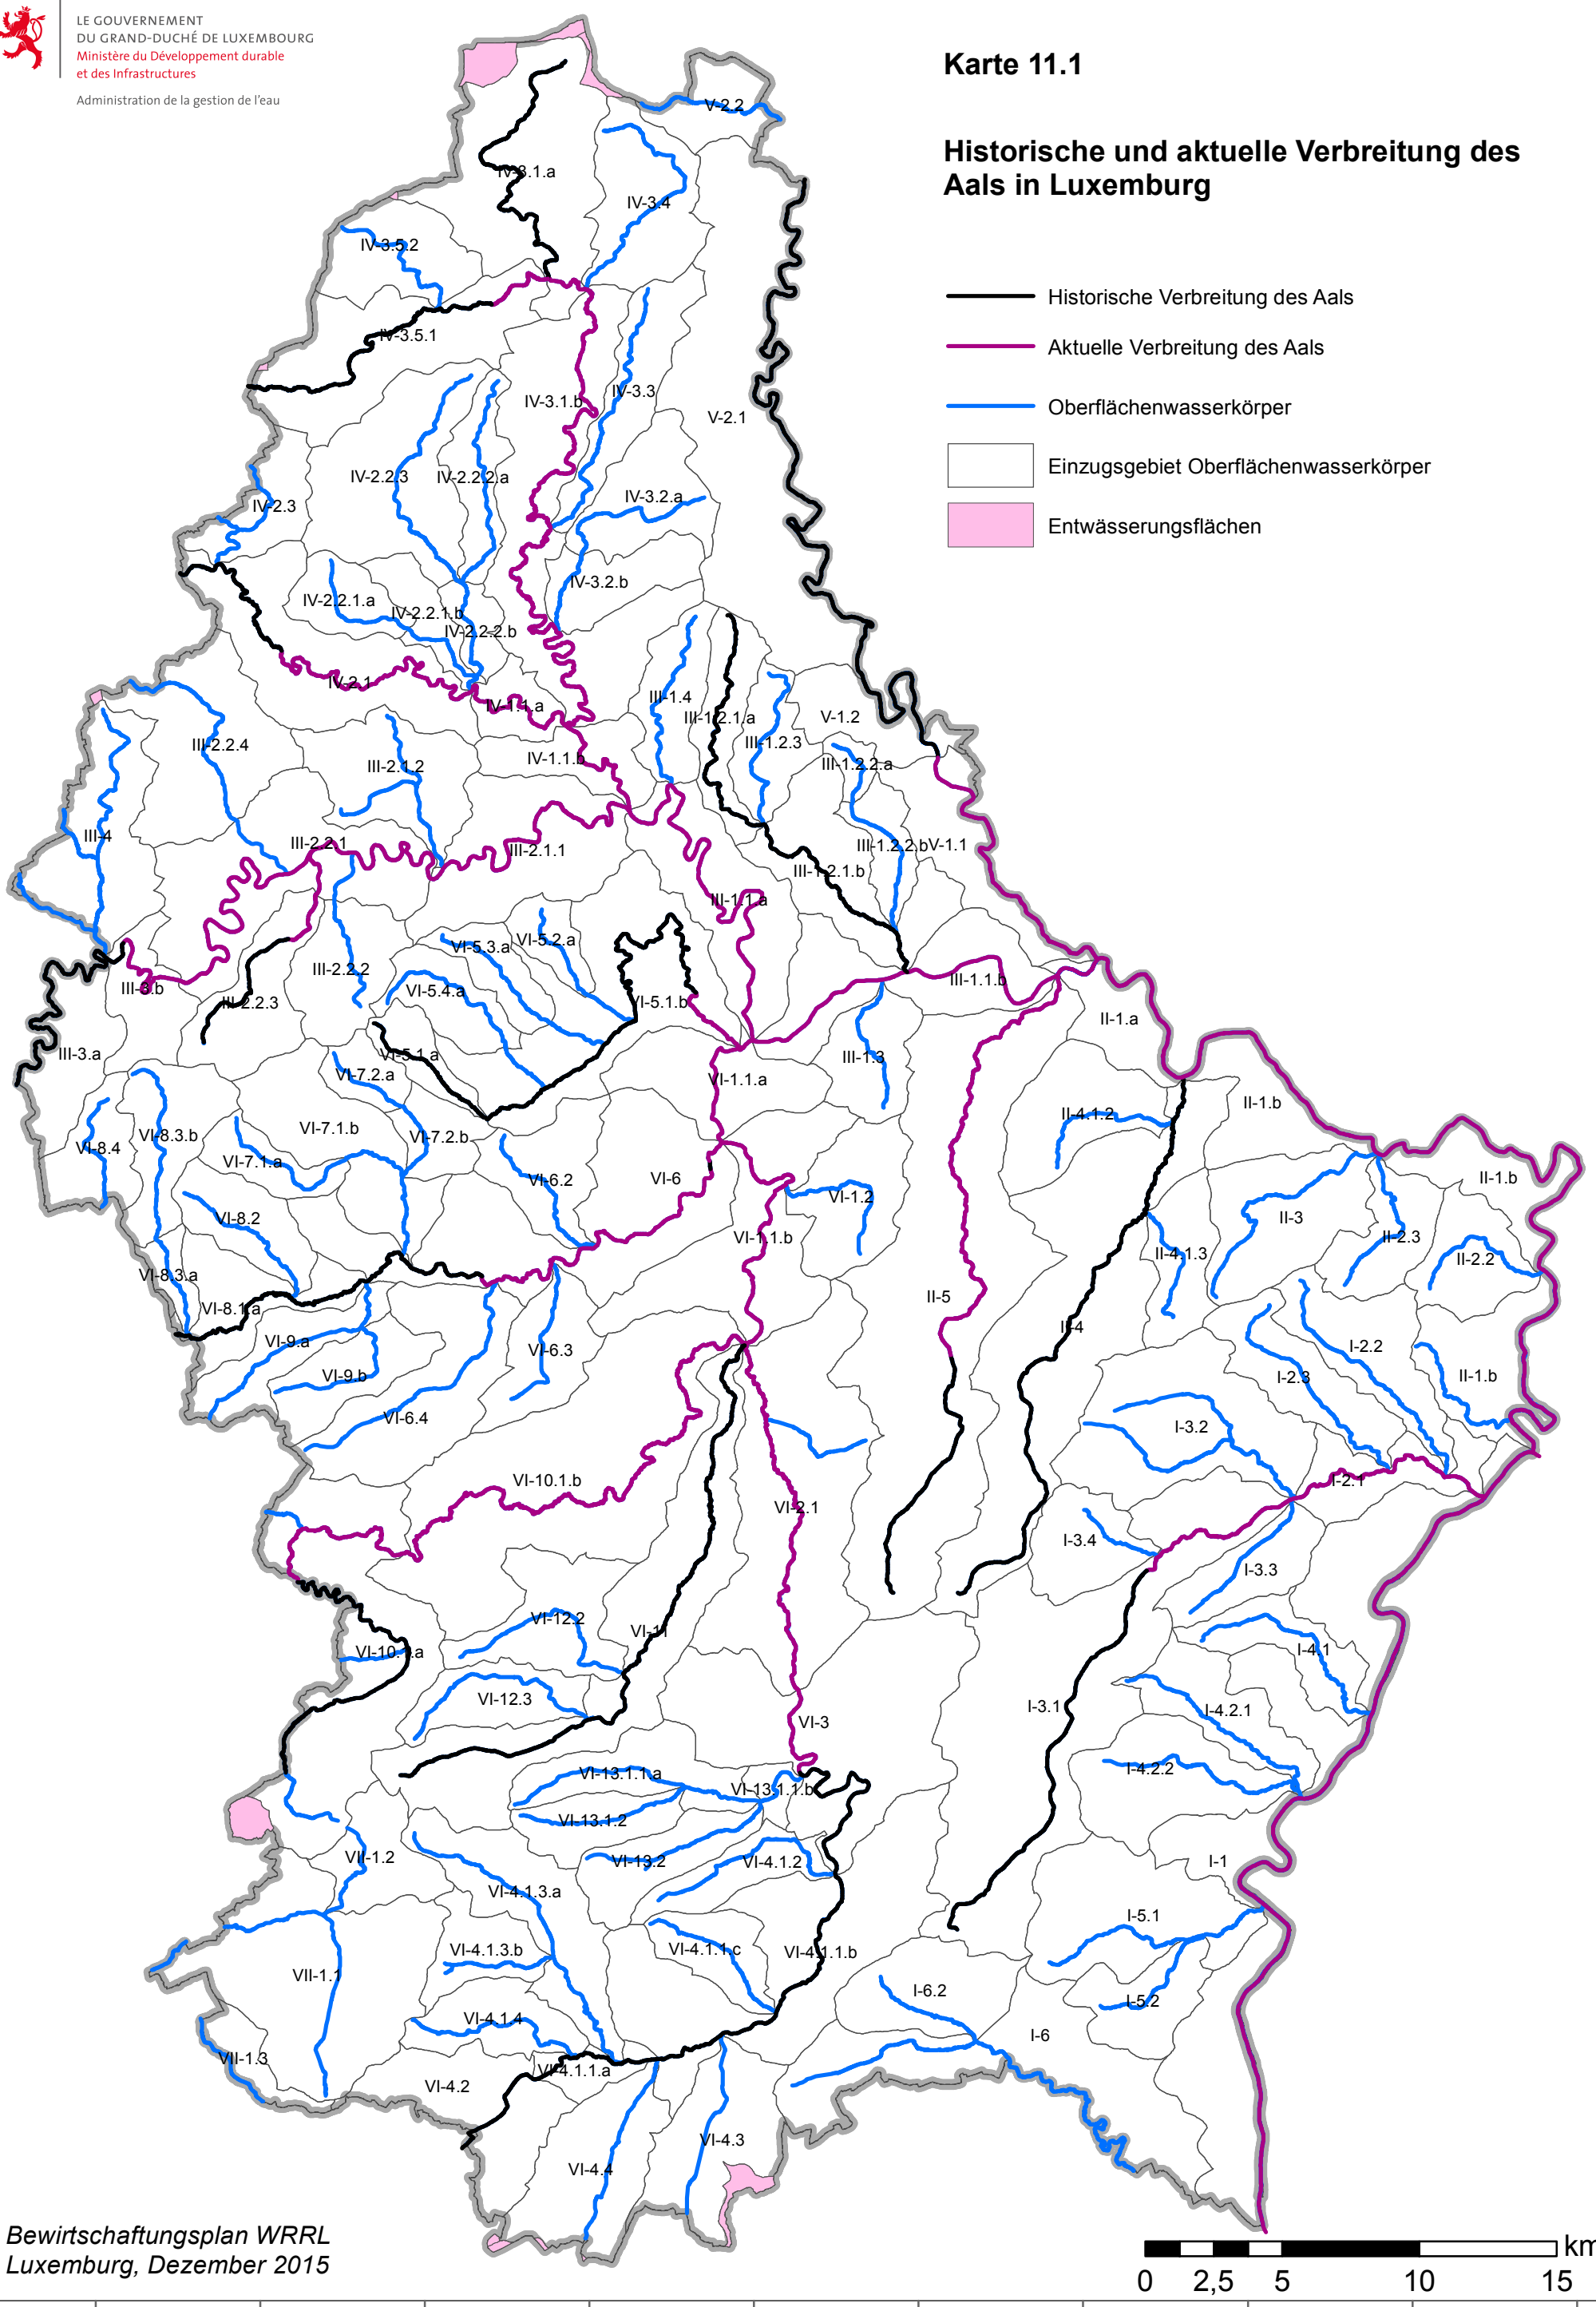 LE GOUVERNEMENT
DU GRAND-DUCHÉ DE LUXEMBOURG
Ministère du Développement durable
et des Infrastructures
Administration de la gestion de l'eau
Karte 11.1
Historische und aktuelle Verbreitung des
Aals in Luxemburg
Historische Verbreitung des Aals
Aktuelle Verbreitung des Aals
Oberflächenwasserkörper
Einzugsgebiet Oberflächenwasserkörper
Entwässerungsflächen
V-2.2
IV-3.1.a
IV-3.4
IV-3.5.2
IV-3.5.1
IV-3.1.b
IV-3.3
V-2.1
IV-2.2.3
IV-2.2.2.a
IV-3.2.a
IV-2.3
IV-3.2.b
IV-2.2.1.a
IV-2.2.1.b
IV-2.2.2.b
IV-2.1
IV-1.1.a
III-1.4
III-1.2.1.a
V-1.2
III-2.2.4
III-1.2.3
IV-1.1.b
III-2.1.2
III-1.2.2.a
III-4
III-2.2.1
III-2.1.1
III-1.2.2.b
V-1.1
III-1.2.1.b
III-1.1.a
VI-5.3.a
VI-5.2.a
III-2.2.2
III-3.b
VI-5.4.a
III-1.1.b
III-2.2.3
VI-5.1.b
II-1.a
III-3.a
VI-5.1.a
III-1.3
VI-7.2.a
VI-1.1.a
II-4.1.2
II-1.b
VI-8.4
VI-8.3.b
VI-7.1.b
VI-7.2.b
VI-7.1.a
VI-6.2
VI-6
VI-1.2
II-1.b
VI-8.2
II-3
VI-1.1.b
II-2.3
II-4.1.3
II-2.2
VI-8.3.a
II-5
VI-8.1.a
II-4
VI-9.a
VI-6.3
I-2.2
VI-9.b
I-2.3
II-1.b
VI-6.4
I-3.2
VI-10.1.b
I-2.1
VI-2.1
I-3.4
I-3.3
VI-12.2
VI-11
VI-10.1.a
I-4.1
VI-12.3
I-3.1
I-4.2.1
VI-3
I-4.2.2
VI-13.1.1.a
VI-13.1.1.b
VI-13.1.2
VII-1.2
VI-13.2
VI-4.1.2
I-1
VI-4.1.3.a
I-5.1
VI-4.1.3.b
VI-4.1.1.c
VI-4.1.1.b
VII-1.1
I-6.2
I-5.2
VI-4.1.4
I-6
VII-1.3
VI-4.1.1.a
VI-4.2
VI-4.3
VI-4.4
Bewirtschaftungsplan WRRL
Luxemburg, Dezember 2015
km
0 2,5 5 10 15